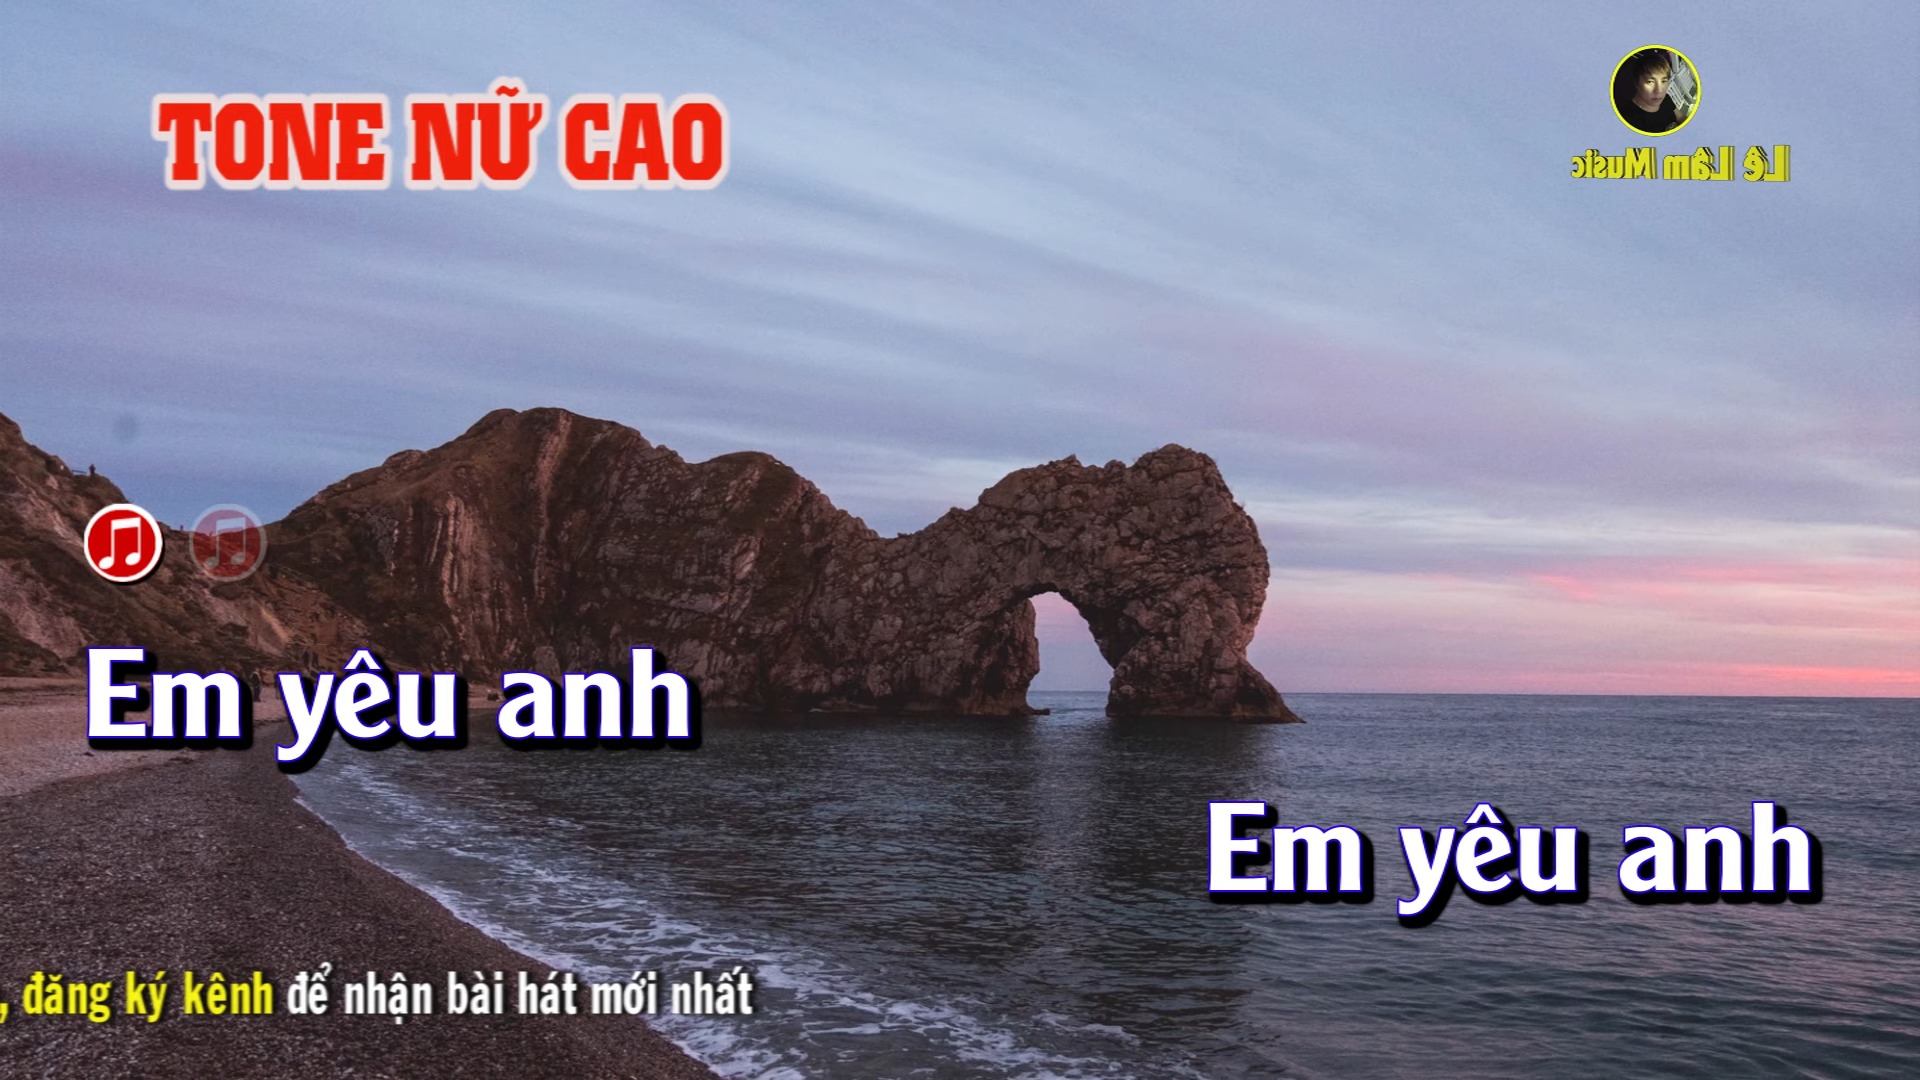 TONE NỮ CAO
Lê Lâm Music
Em yêu anh
Em yêu anh
, đăng ký kênh để nhận bài hát mới nhất